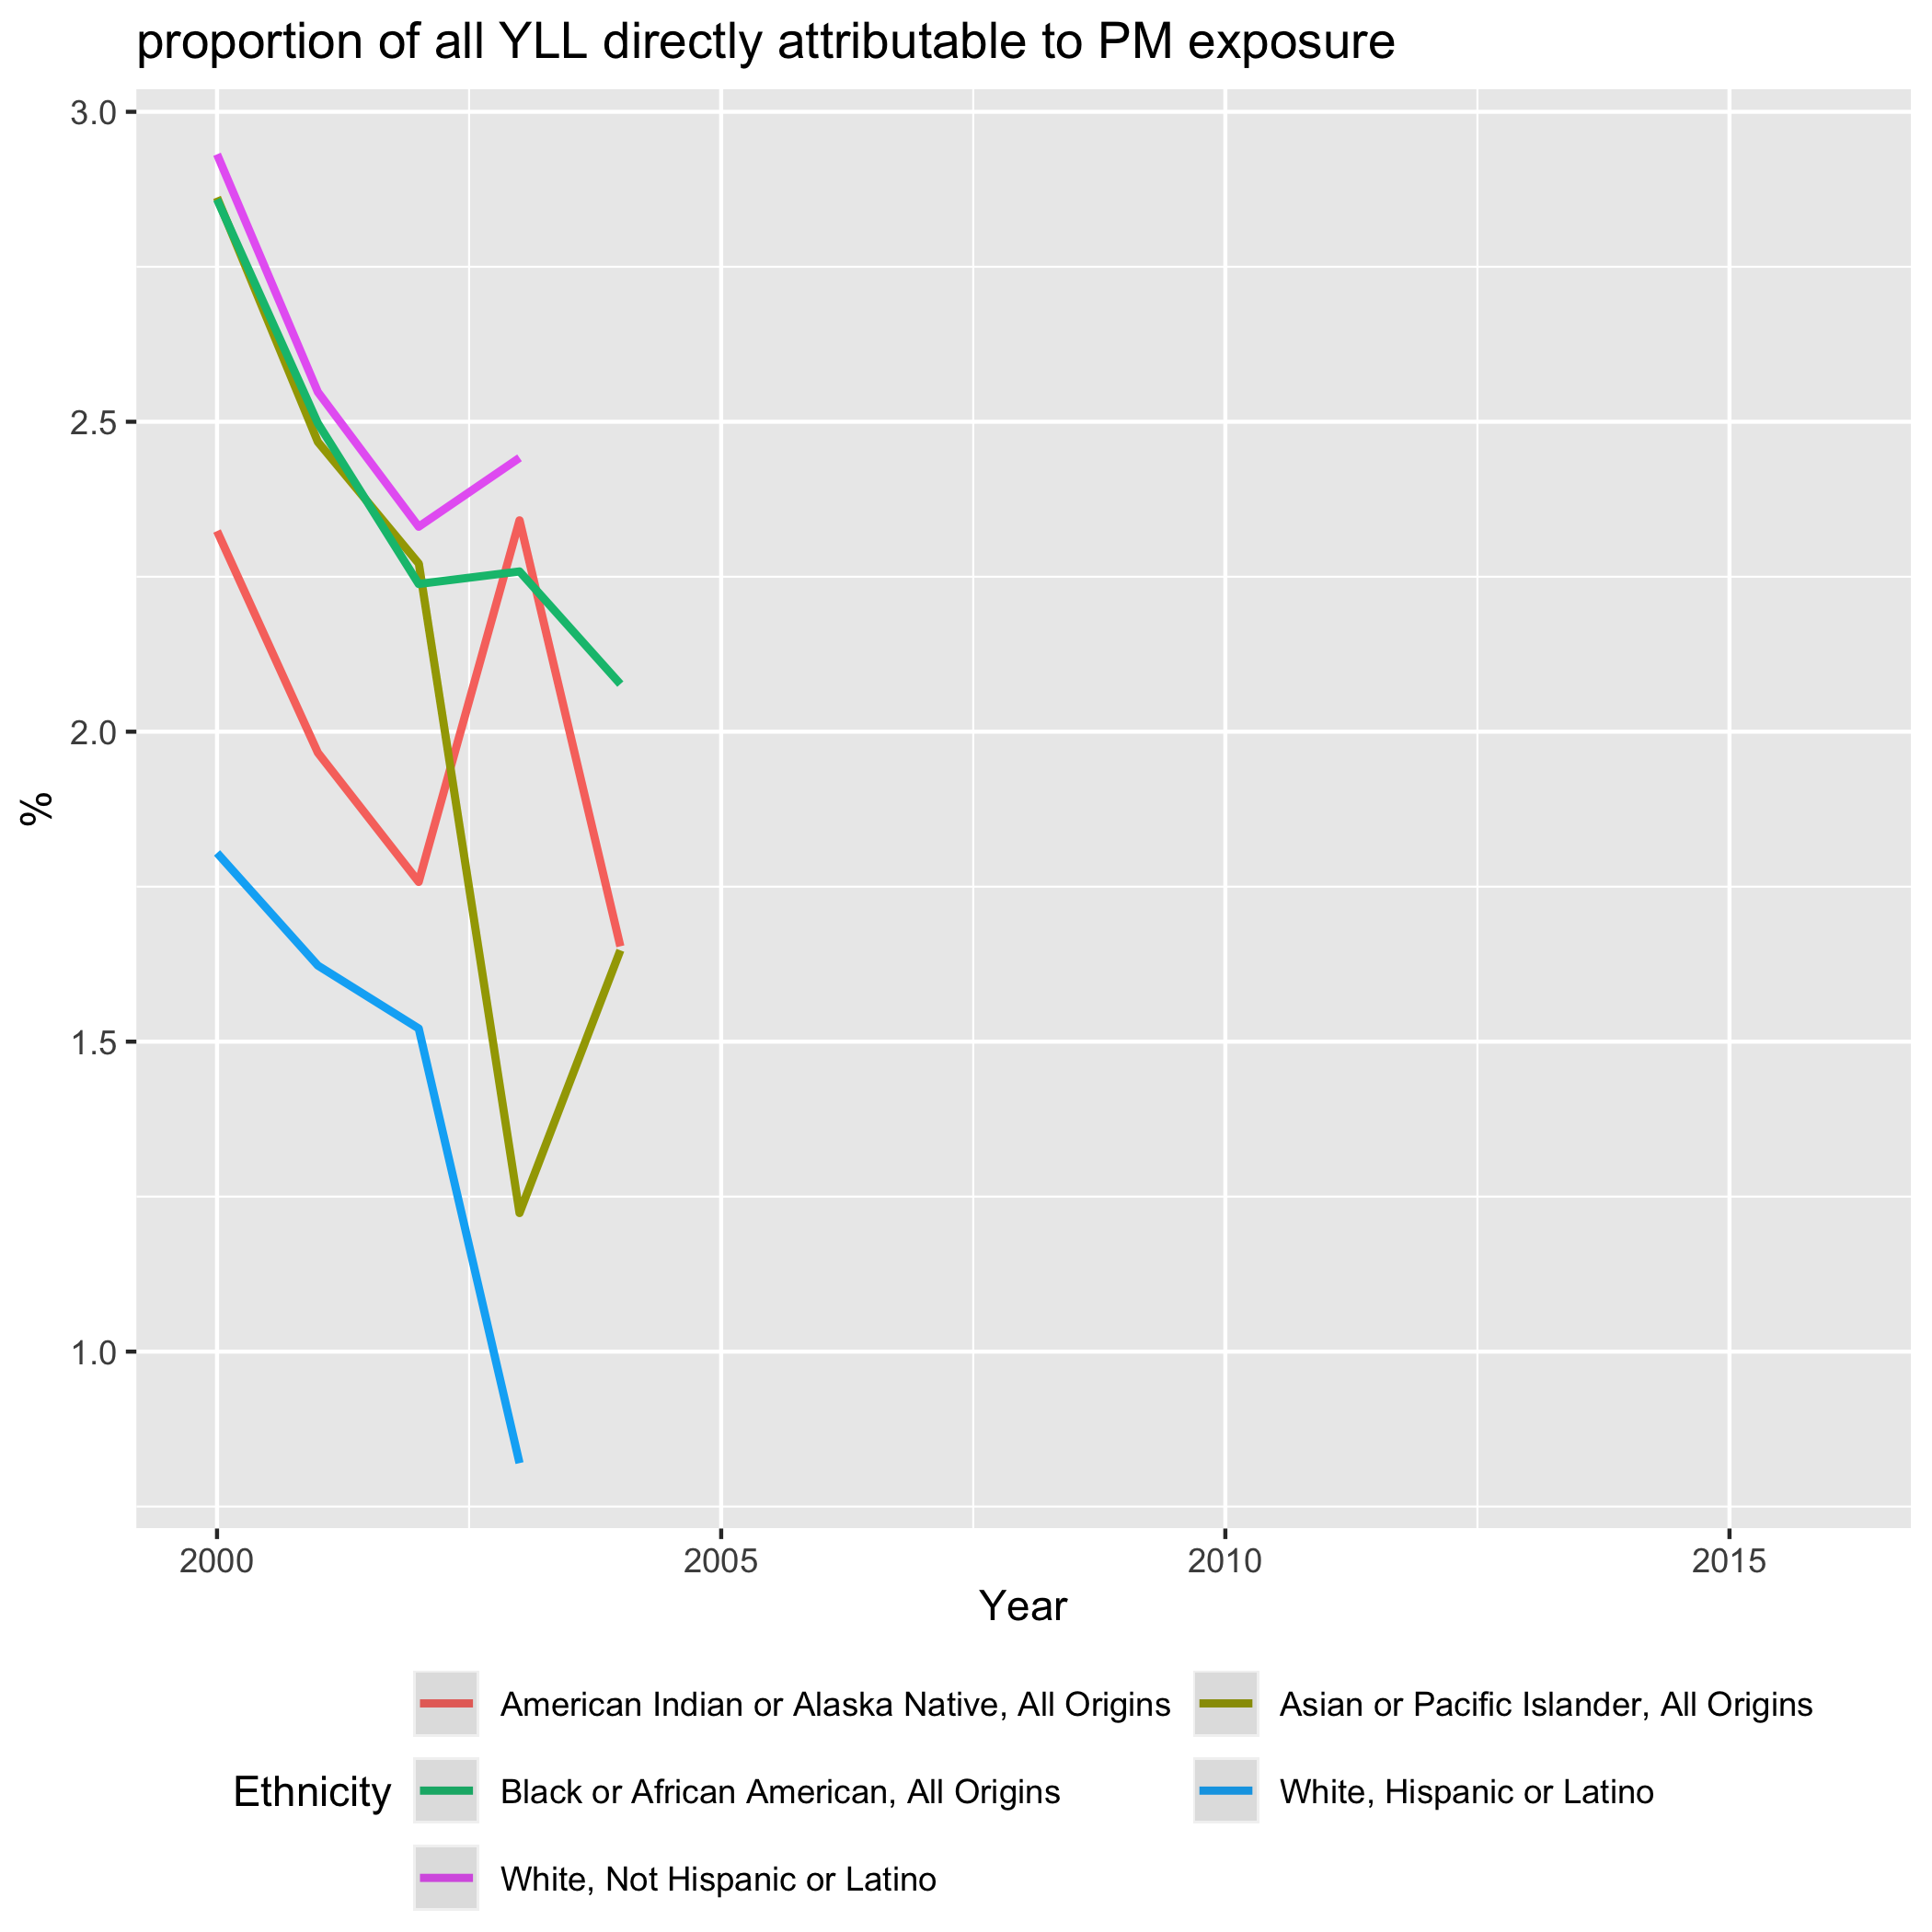 proportion of all YLL directly attributable to PM exposure
3.0
2.5
2.0
1.5
1.0
%
2000 2005 2010 2015
Year
Ethnicity
American Indian or Alaska Native, All Origins
Asian or Pacific Islander, All Origins
Black or African American, All Origins
White, Hispanic or Latino
White, Not Hispanic or Latino